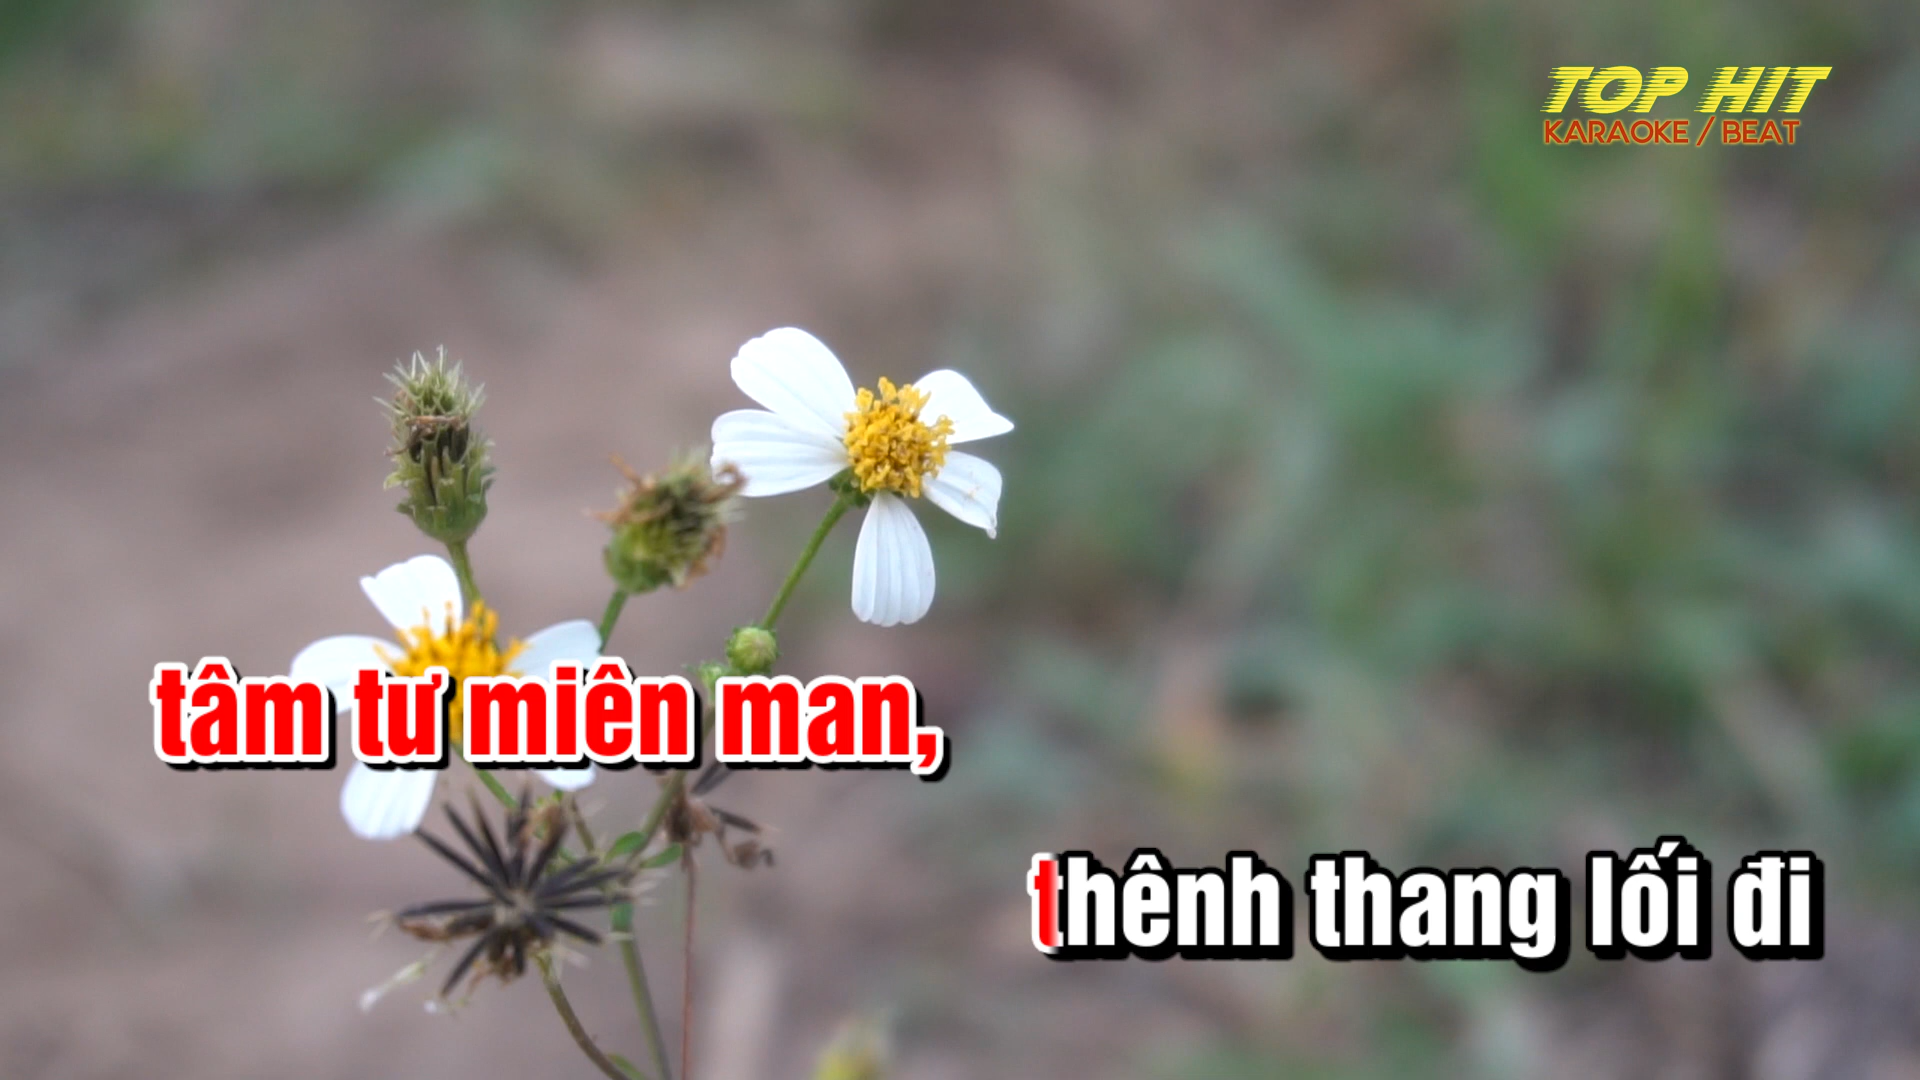 TOP HIT
KARAOKE / BEAT
tâm tư miên man,
thênh thang lối đi